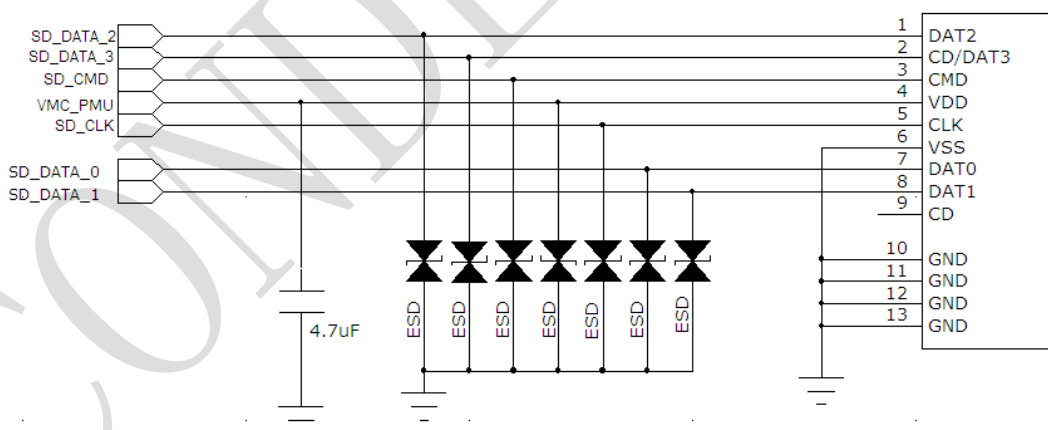 SD_DATA_2
SD_DATA_3
SD_CMD
VMC_PMU
SD_CLK
SD_DATA_0
SD_DATA_1
4.7uF
ESD
ESD
ESD
ESD
ESD
ESD
ESD
1 DAT2
2 CD/DAT3
3 CMD
4 VDD
5 CLK
6 VSS
7 DAT0
8 DAT1
9 CD
10 GND
11 GND
12 GND
13 GND